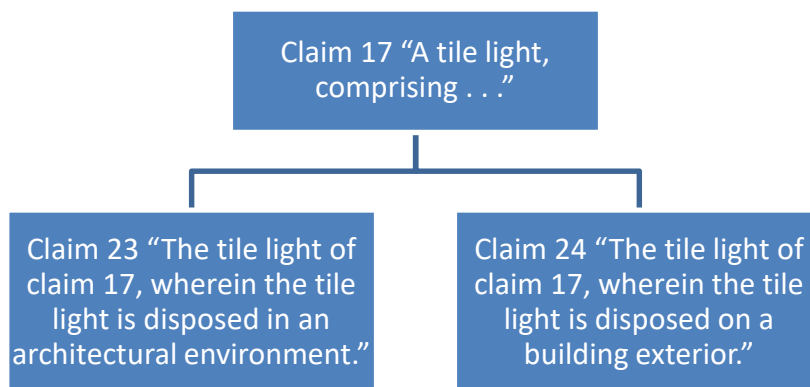 Claim 17 “A tile light,
comprising . . .”
Claim 23 “The tile light of
claim 17, wherein the tile
light is disposed in an
architectural environment.”
Claim 24 “The tile light of
claim 17, wherein the tile
light is disposed on a
building exterior.”